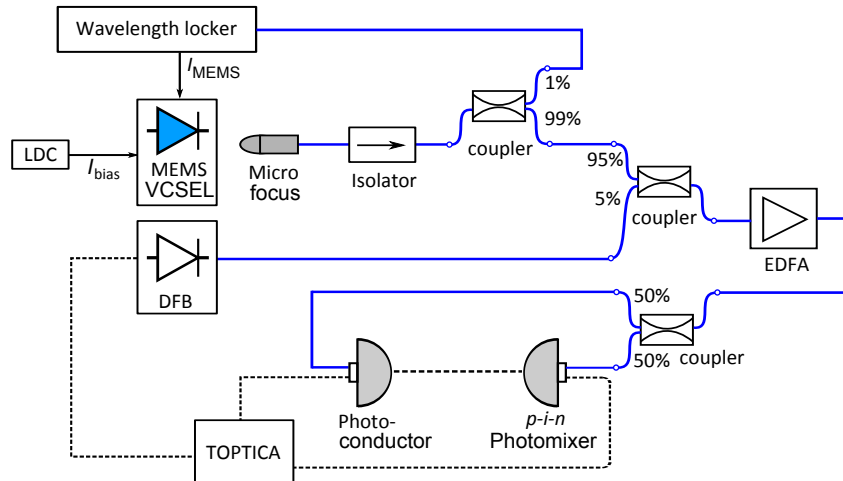 Wavelength locker
I_MEMS
1%
99%
coupler
LDC
I_bias
MEMS
VCSEL
Micro
focus
Isolator
95%
5%
coupler
EDFA
DFB
50%
50%
coupler
Photo-
conductor
p-i-n
Photomixer
TOPTICA